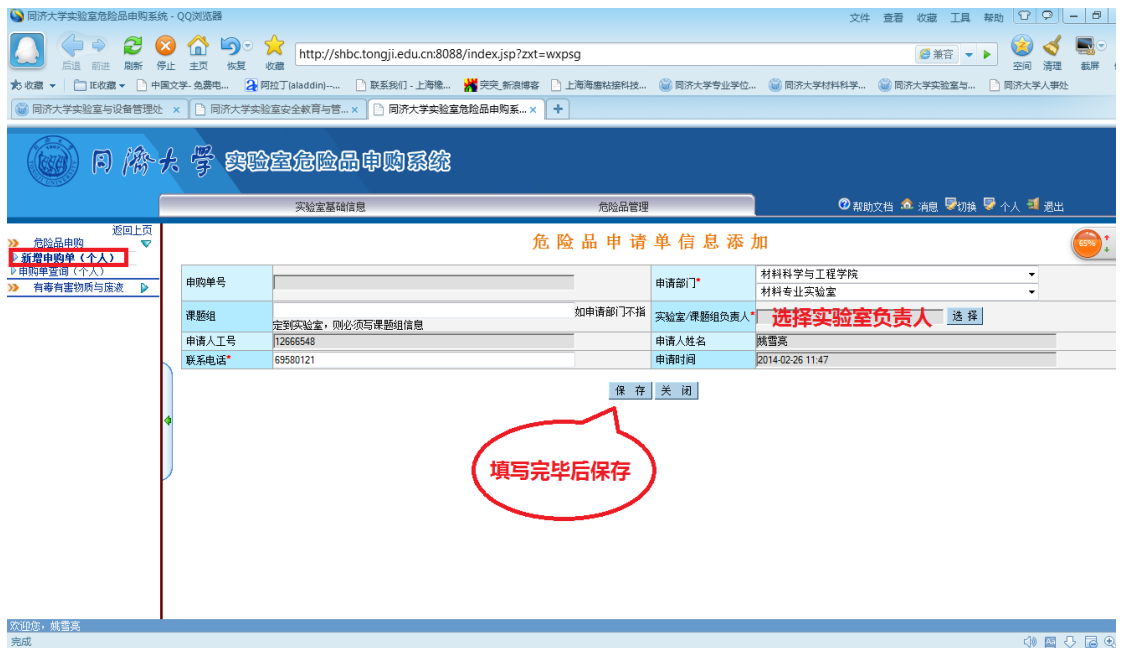 同济大学实验室危险品申购系统 - QQ浏览器
文件 查看 收藏 工具 帮助
http://shbc.tongji.edu.cn:8088/index.jsp?zxt=wxpsg
兼容
后退 前进 刷新 停止 主页 恢复 收藏 空间 清理 截屏
收藏 IE收藏 中国文学- 免费电... 阿拉丁(aladdin)--... 联系我们 - 上海橡... 突突_新浪博客 上海海鹰粘接科技... 同济大学专业学位... 同济大学材料科学... 同济大学实验室与... 同济大学人事处
同济大学实验室与设备管理处 × 同济大学实验室安全教育与管... × 同济大学实验室危险品申购系... × +
同濟大學 实验室危险品申购系统
实验室基础信息 危险品管理 帮助文档 消息 切换 个人 退出
返回上页
危险品申购
新增申购单（个人）
申购单查询（个人）
有毒有害物质与废液
危险品申请单信息添加
65%
申购单号 申请部门* 材料科学与工程学院
材料专业实验室
课题组 如申请部门不指
定到实验室，则必须写课题组信息
实验室/课题组负责人* 选择实验室负责人 选 择
申请人工号 12666548 申请人姓名 姚雪亮
联系电话* 69580121 申请时间 2014-02-26 11:47
保 存 关 闭
填写完毕后保存
欢迎您，姚雪亮
完成